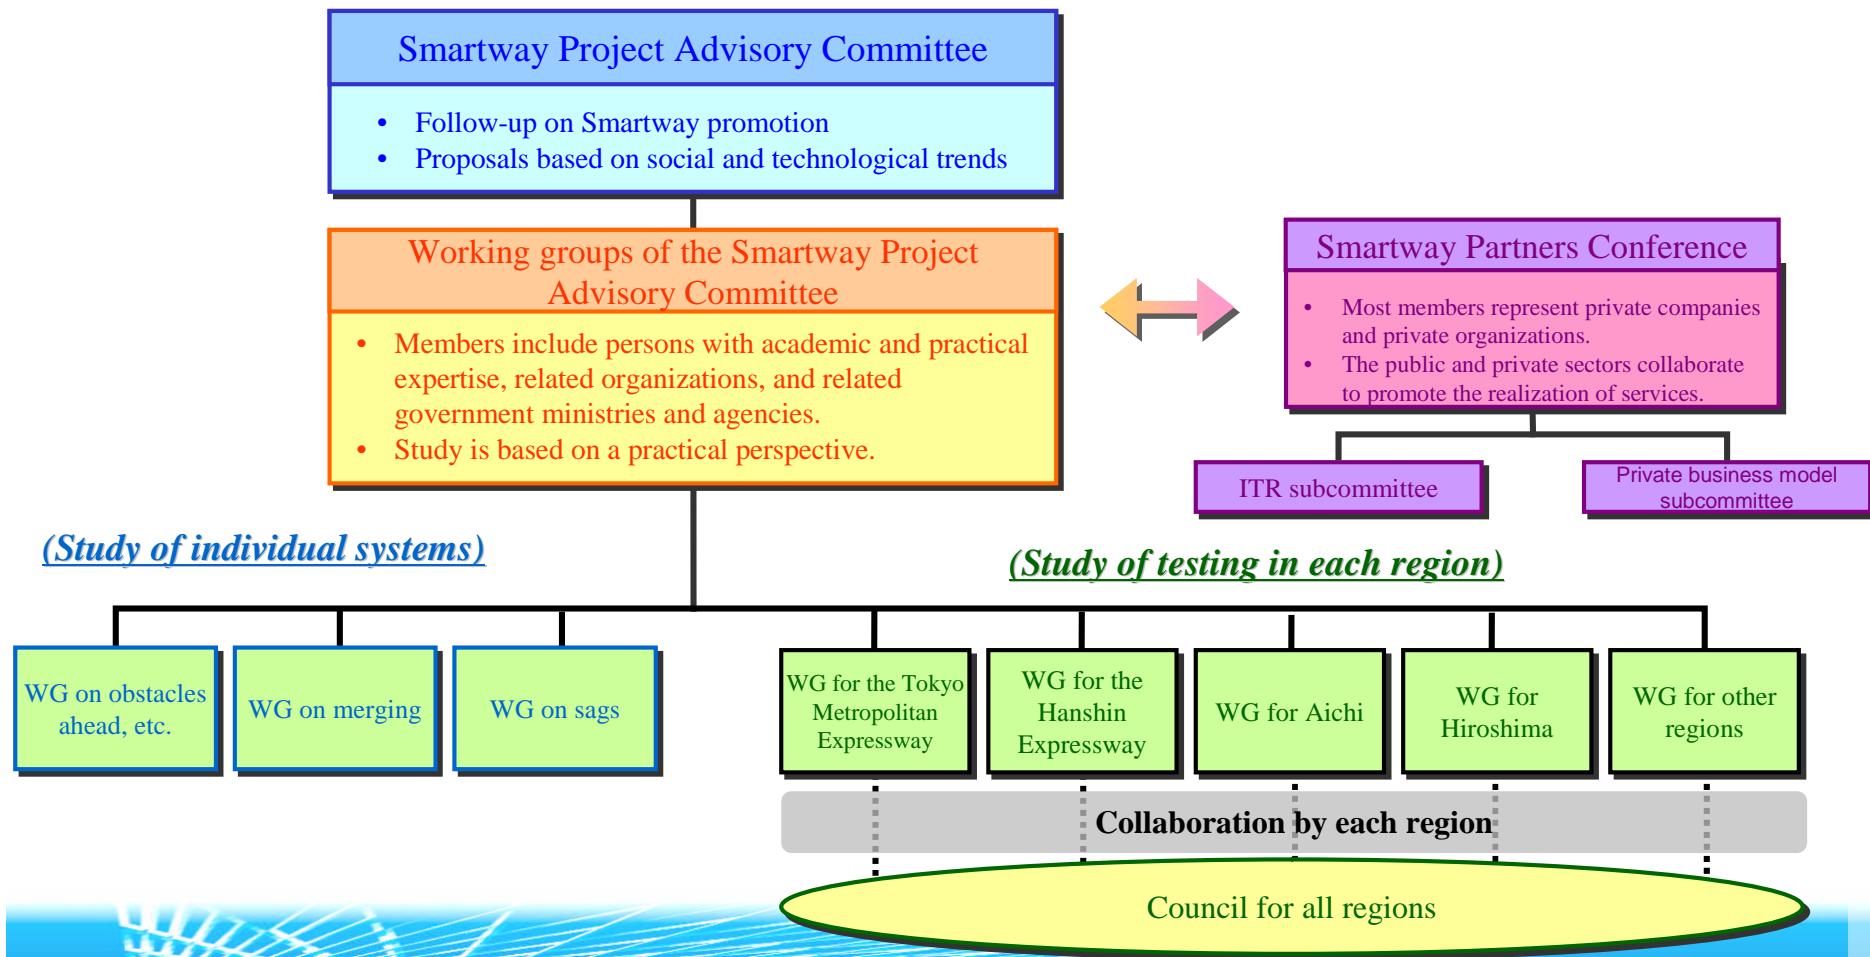 Smartway Project Advisory Committee
• Follow-up on Smartway promotion
• Proposals based on social and technological trends
Working groups of the Smartway Project
Advisory Committee
• Members include persons with academic and practical
expertise, related organizations, and related
government ministries and agencies.
• Study is based on a practical perspective.
Smartway Partners Conference
• Most members represent private companies
and private organizations.
• The public and private sectors collaborate
to promote the realization of services.
ITR subcommittee
Private business model
subcommittee
(Study of individual systems)
(Study of testing in each region)
WG on obstacles
ahead, etc.
WG on merging
WG on sags
WG for the Tokyo
Metropolitan
Expressway
WG for the
Hanshin
Expressway
WG for Aichi
WG for
Hiroshima
WG for other
regions
Collaboration by each region
Council for all regions